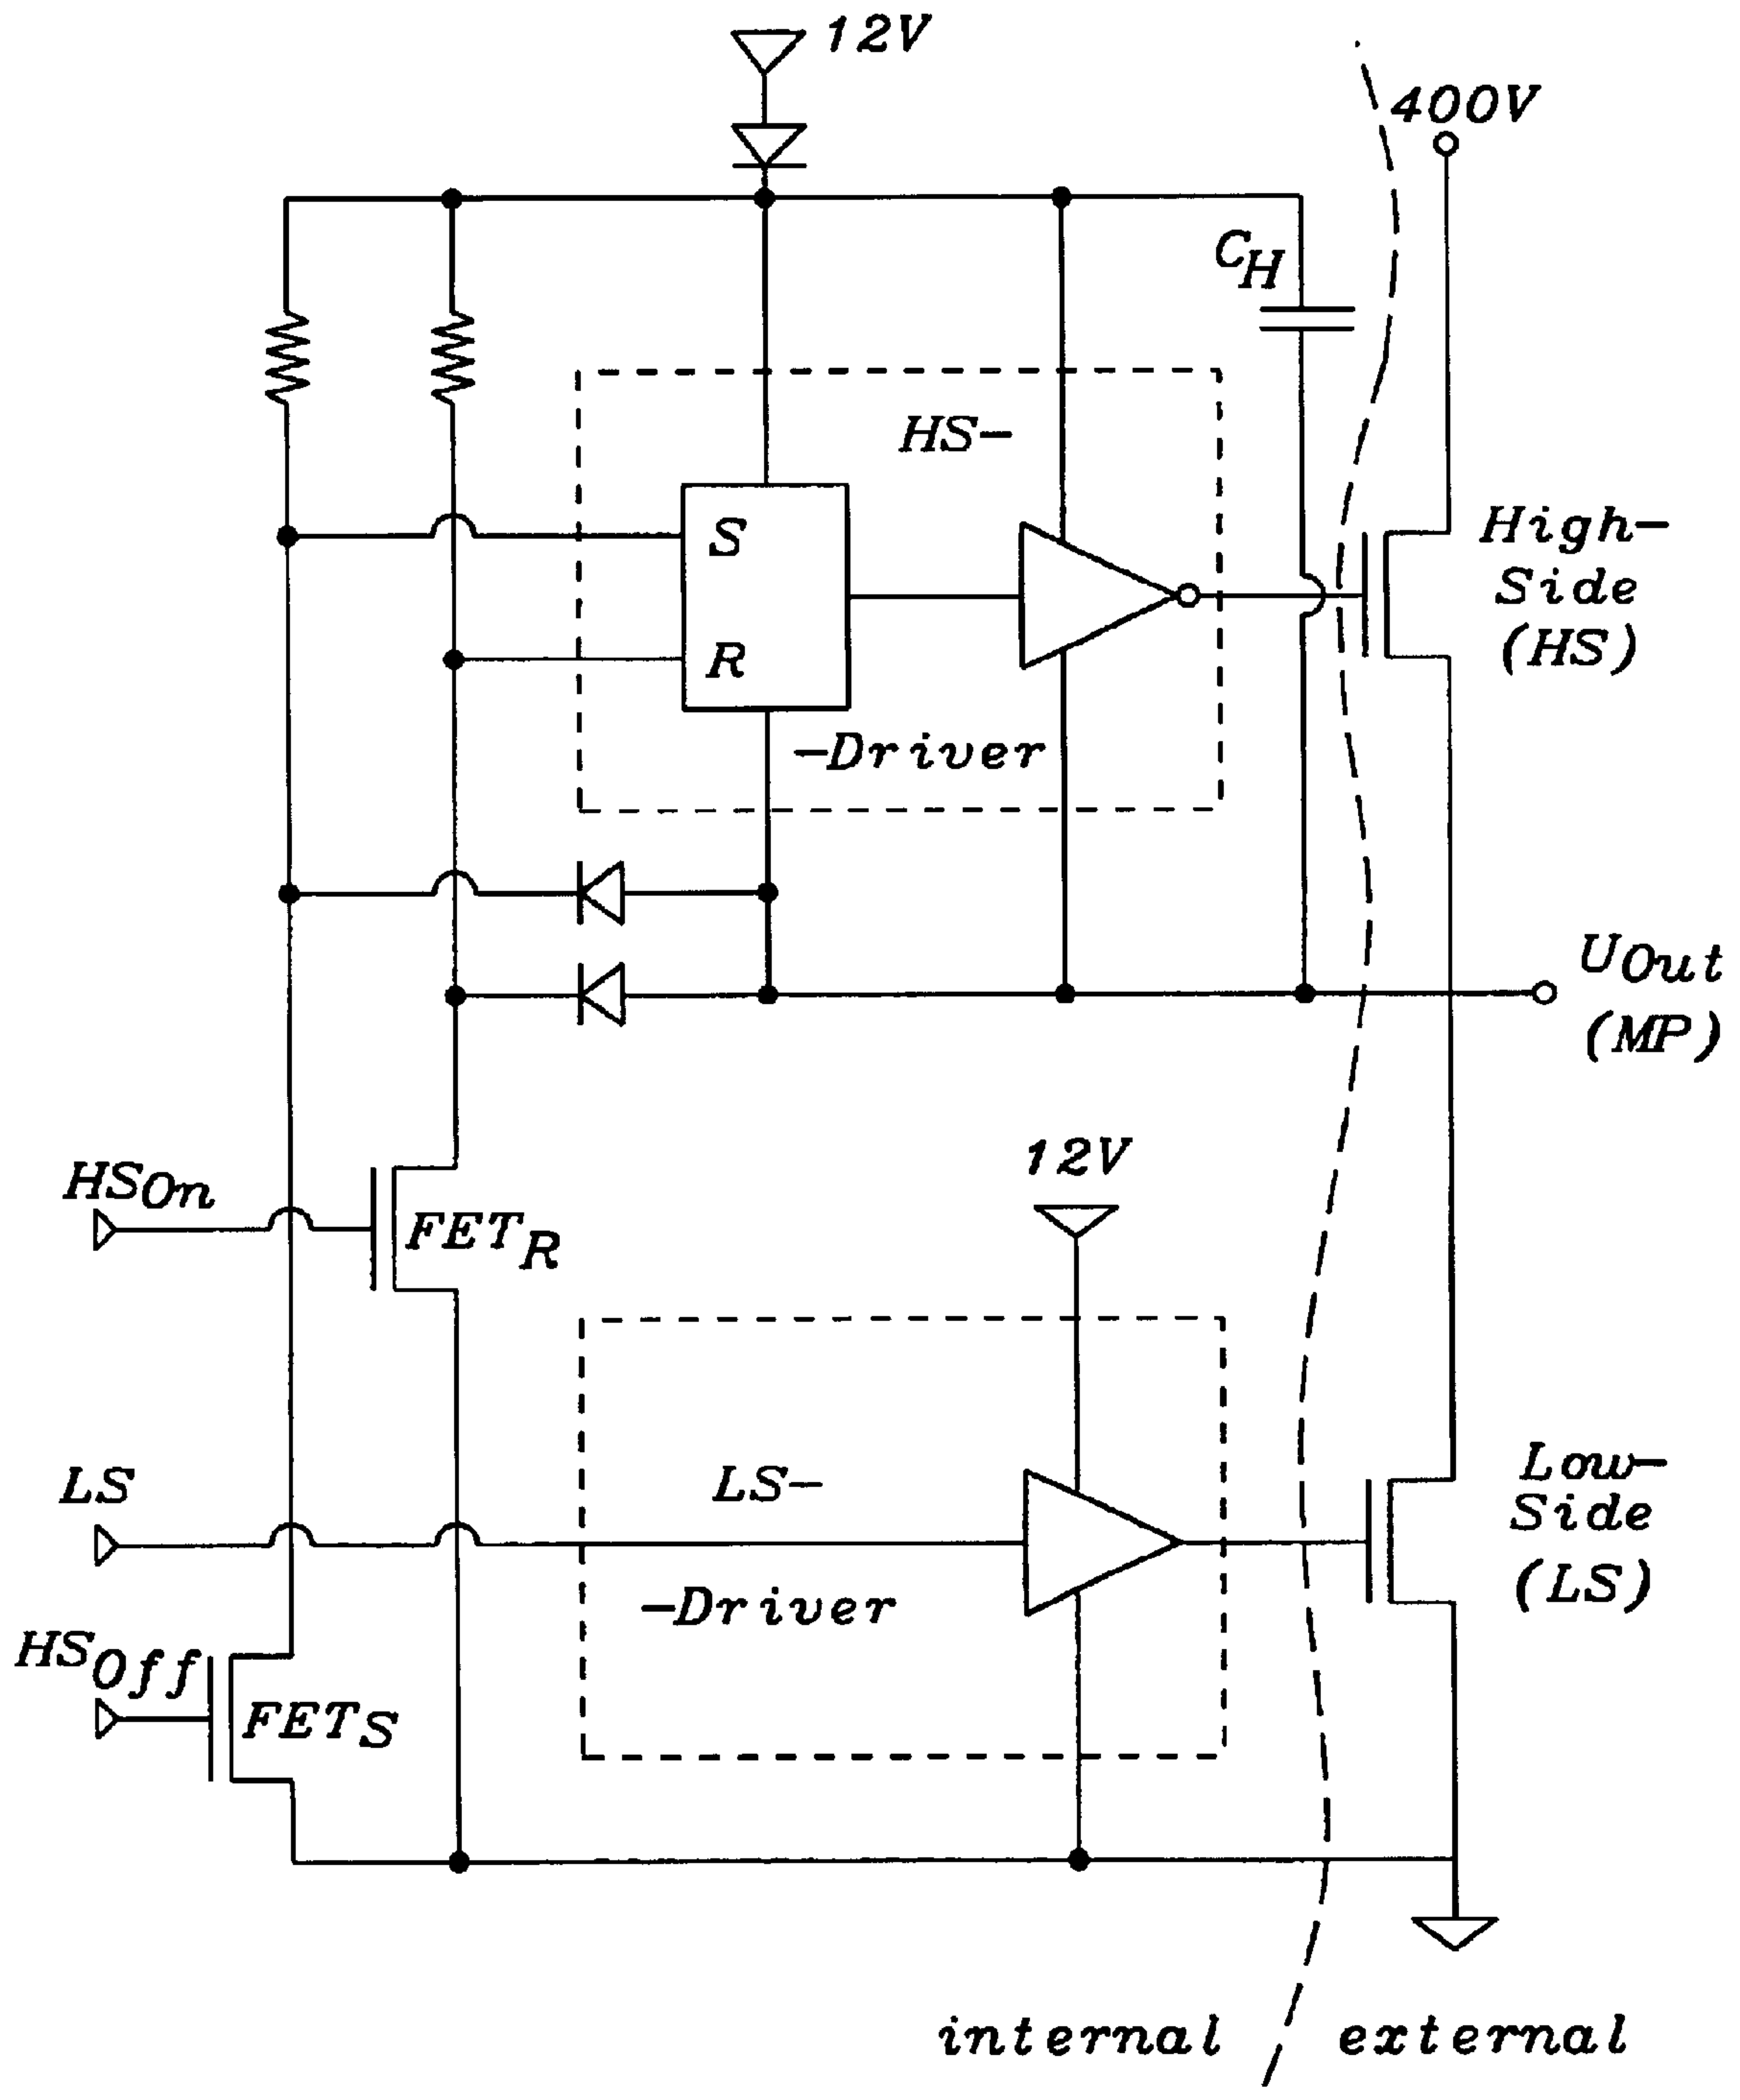 12V
400V
C_H
HS-
High-
Side
(HS)
S
R
-Driver
U_Out
(MP)
12V
HS_On
FET_R
LS
LS-
Low-
Side
(LS)
-Driver
HS_Off
FET_S
internal
external